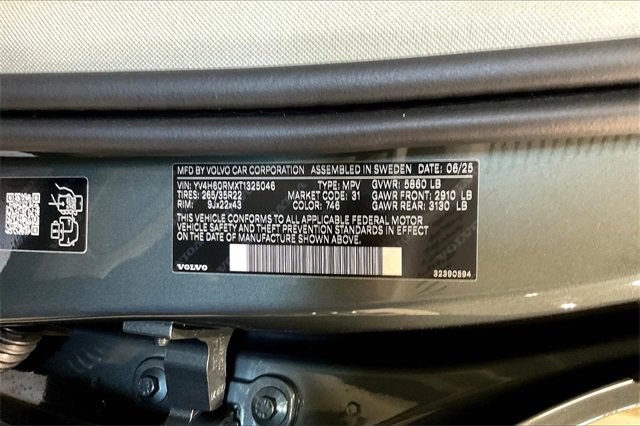 MFD BY VOLVO CAR CORPORATION ASSEMBLED IN SWEDEN DATE: 06/25
VIN: YV4H60RMXT1325046 TYPE: MPV GVWR: 5860 LB
TIRES: 265/35R22 MARKET CODE: 31 GAWR FRONT: 2910 LB
RIM: 9Jx22x43 COLOR: 746 GAWR REAR: 3130 LB
THIS VEHICLE CONFORMS TO ALL APPLICABLE FEDERAL MOTOR
VEHICLE SAFETY AND THEFT PREVENTION STANDARDS IN EFFECT
ON THE DATE OF MANUFACTURE SHOWN ABOVE.
VOLVO 32390594